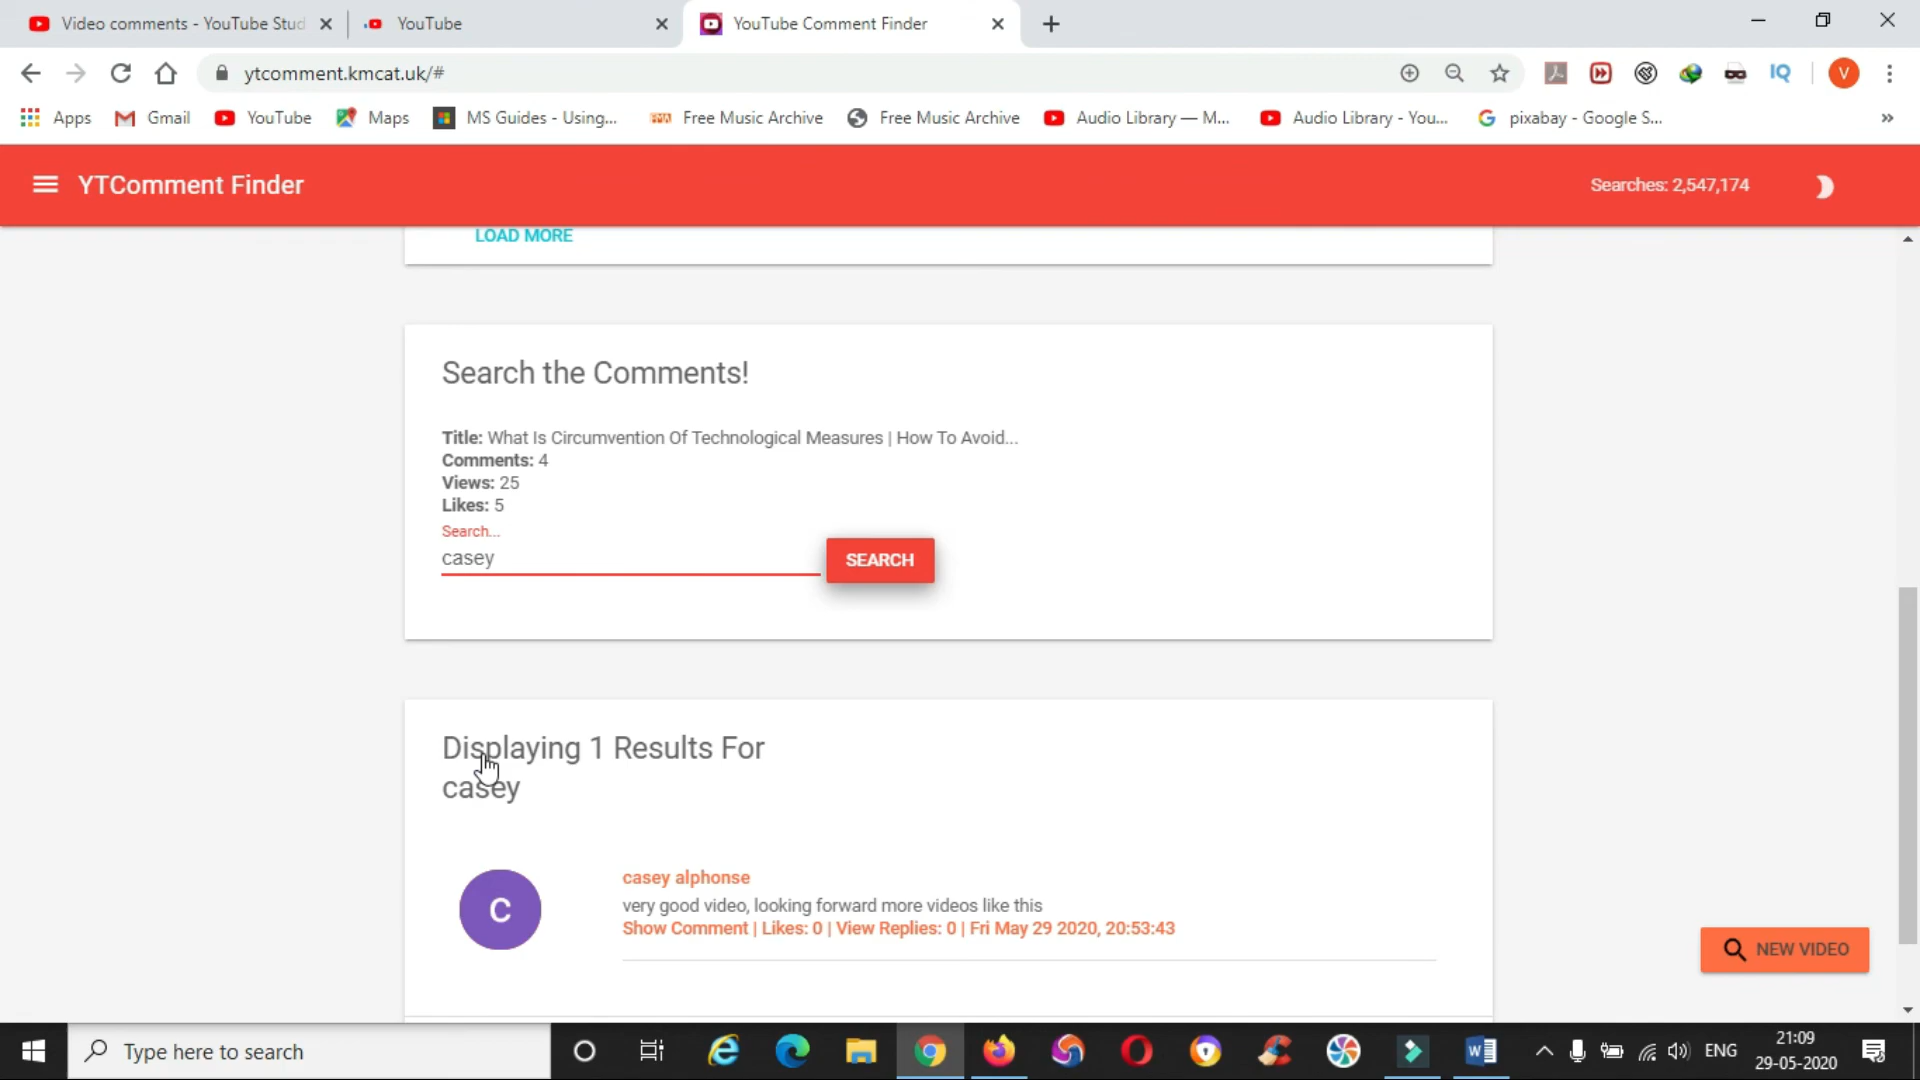 Video comments - YouTube Stud
YouTube
YouTube Comment Finder
ytcomment.kmcat.uk/#
IQ
V
Apps
Gmail
YouTube
Maps
MS Guides - Using...
Free Music Archive
Free Music Archive
Audio Library — M...
Audio Library - You...
pixabay - Google S...
»
YTComment Finder
Searches: 2,547,174
LOAD MORE
Search the Comments!
Title: What Is Circumvention Of Technological Measures | How To Avoid...
Comments: 4
Views: 25
Likes: 5
Search...
casey
SEARCH
Displaying 1 Results For
casey
C
casey alphonse
very good video, looking forward more videos like this
Show Comment | Likes: 0 | View Replies: 0 | Fri May 29 2020, 20:53:43
NEW VIDEO
Type here to search
ENG
21:09
29-05-2020